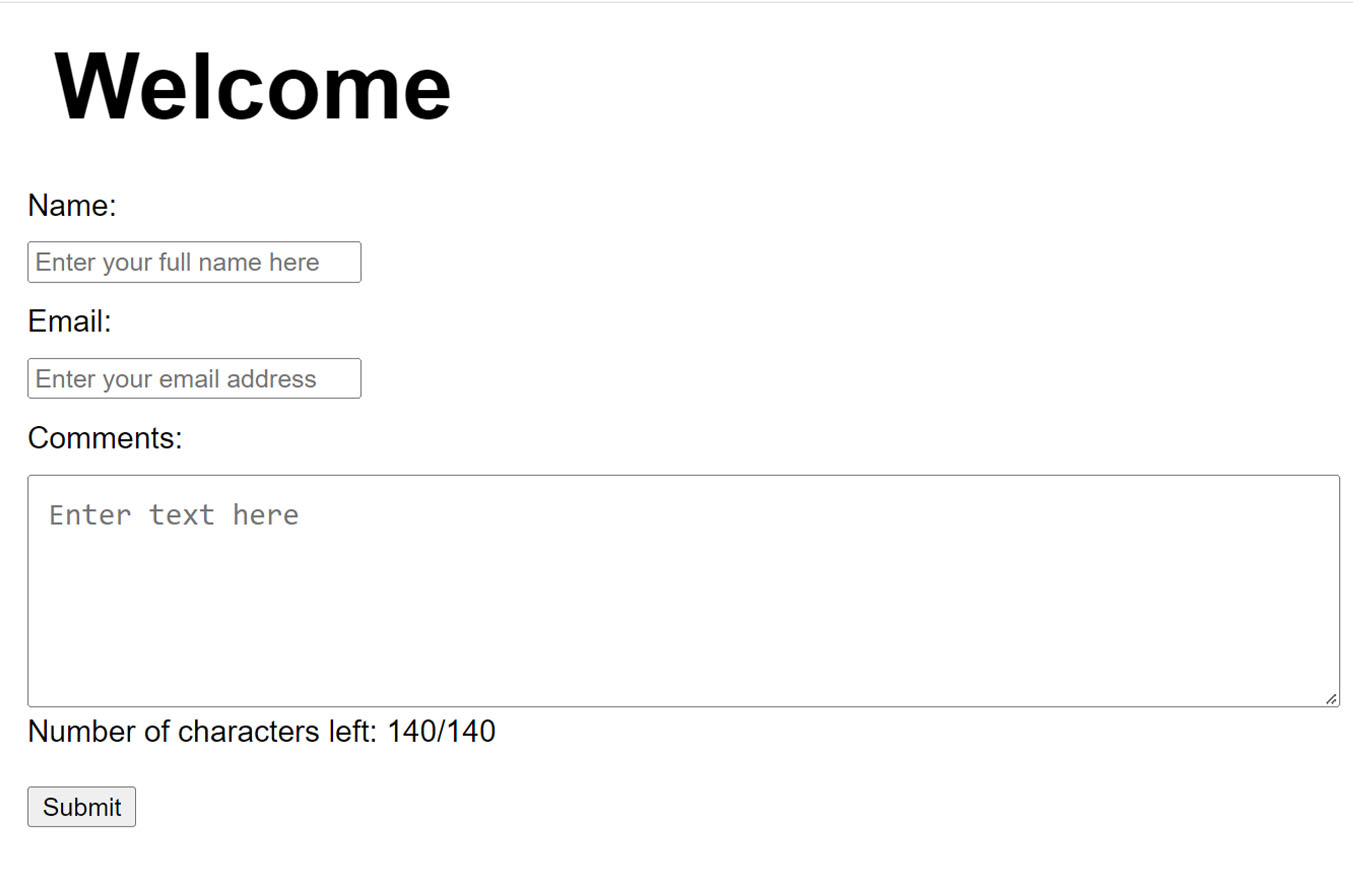 Welcome
Name:
Enter your full name here
Email:
Enter your email address
Comments:
Enter text here
Number of characters left: 140/140
Submit